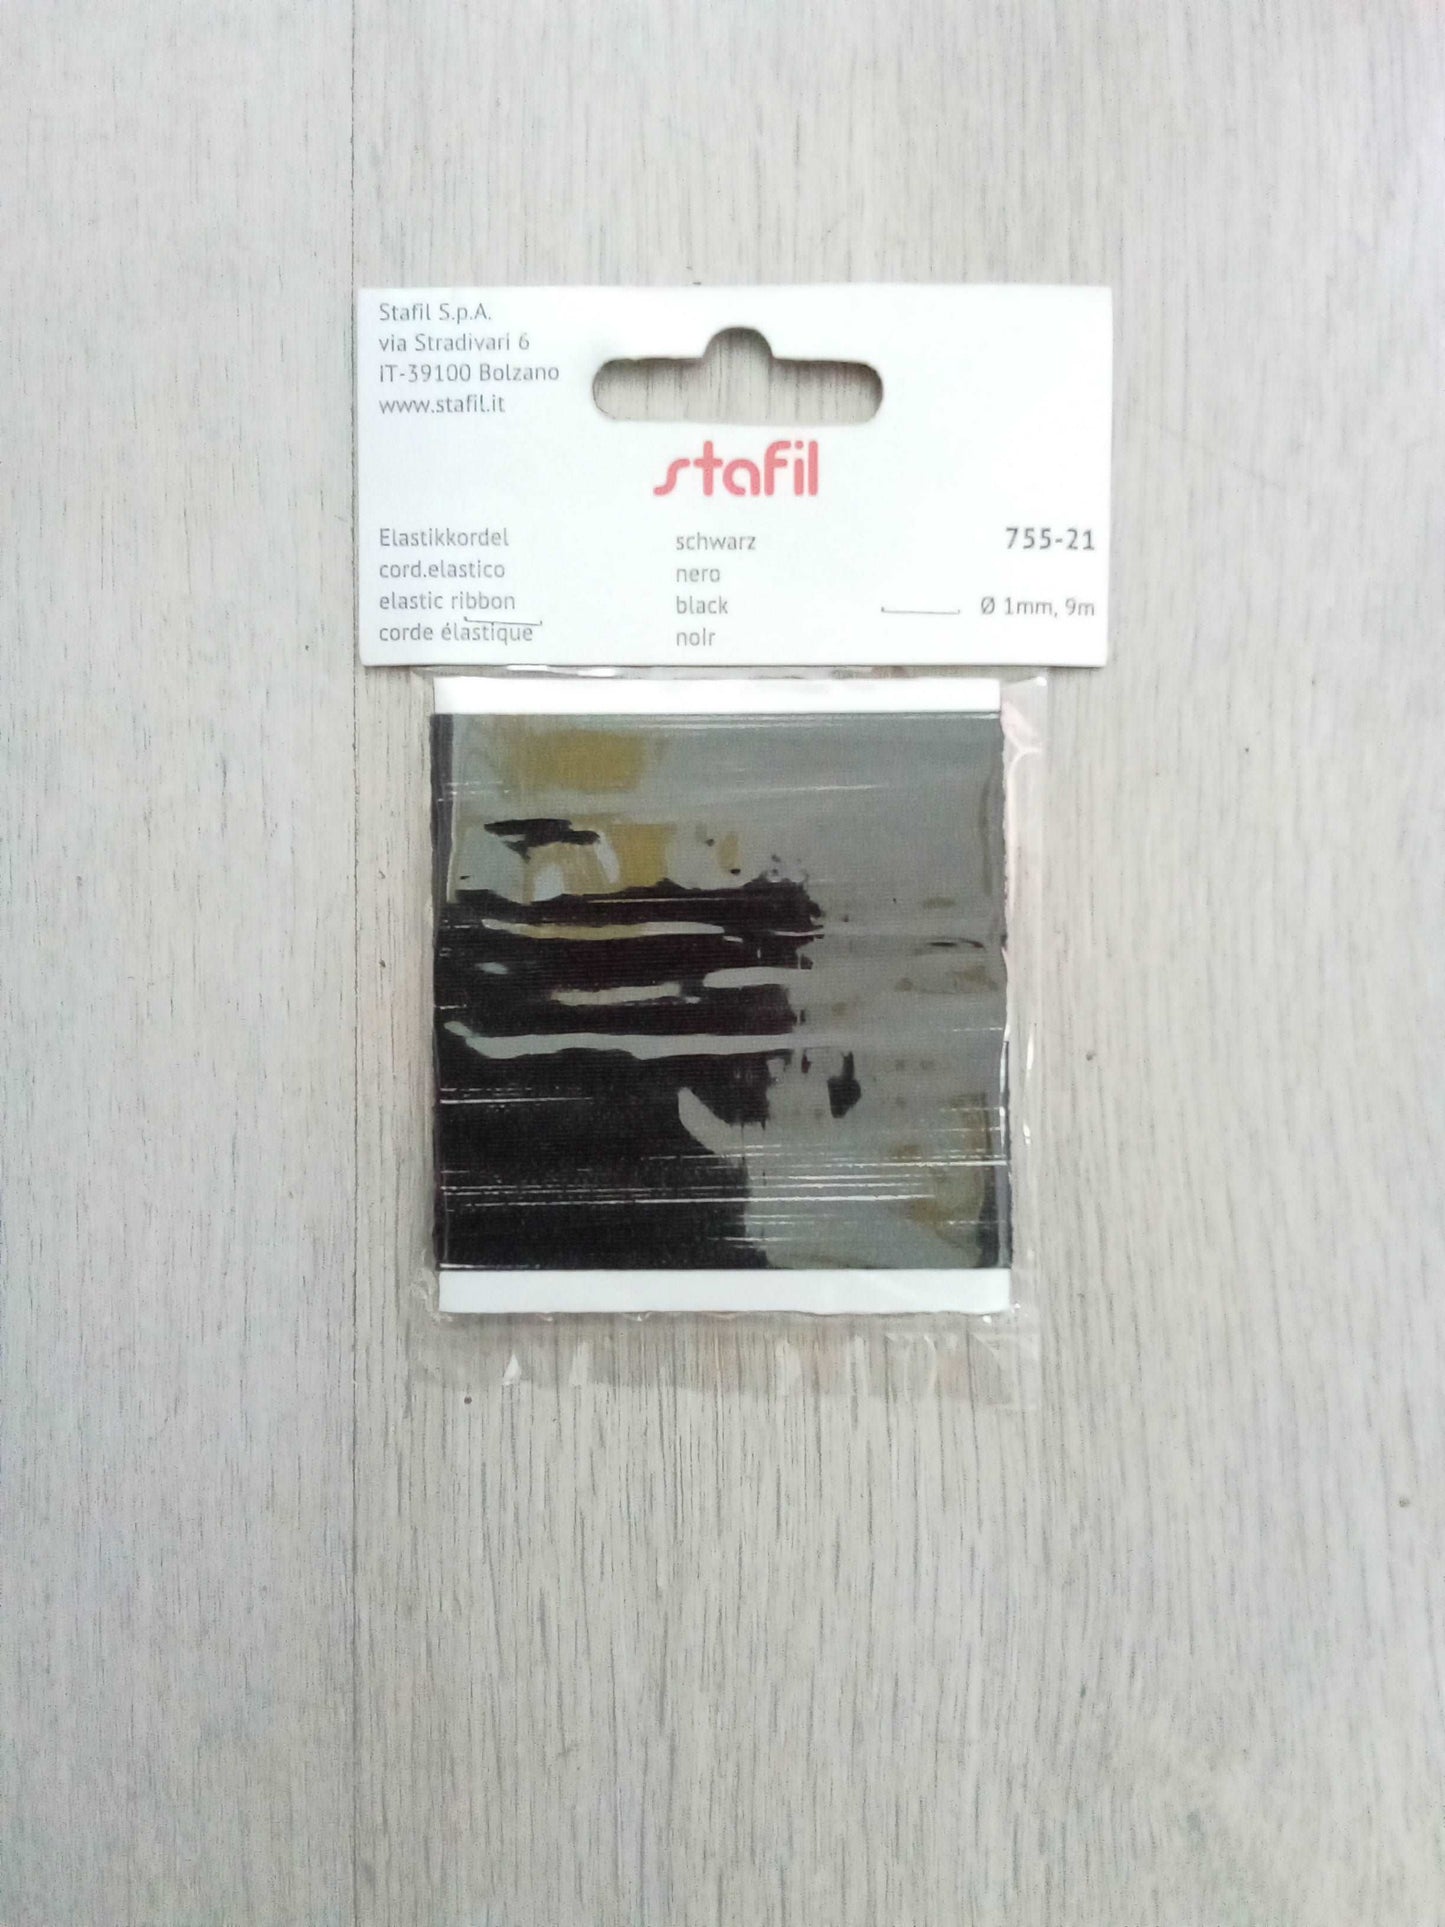 Stafil S.p.A.
via Stradivari 6
IT-39100 Bolzano
www.stafil.it
stafil
Elastikkordel
cord.elastico
elastic ribbon
corde élastique
schwarz
nero
black
noir
755-21
Ø 1mm, 9m